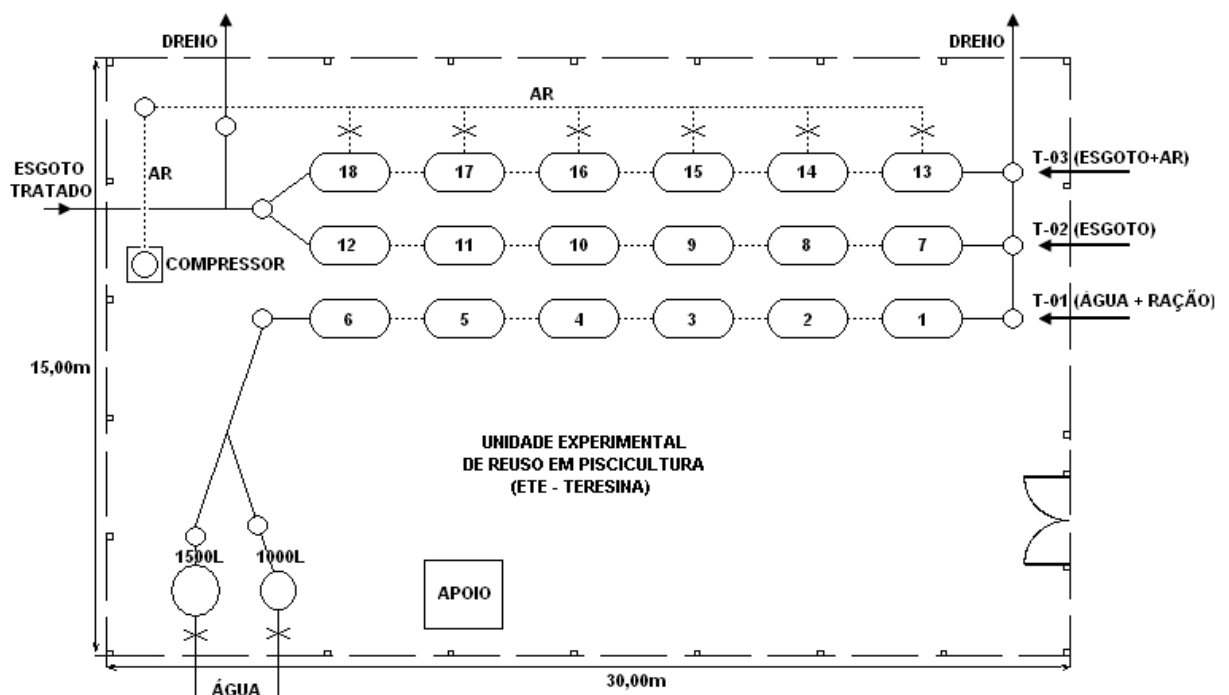 DRENO
DRENO
AR
ESGOTO
TRATADO
AR
18
17
16
15
14
13
T-03 (ESGOTO+AR)
12
11
10
9
8
7
T-02 (ESGOTO)
COMPRESSOR
6
5
4
3
2
1
T-01 (ÁGUA + RAÇÃO)
15,00m
UNIDADE EXPERIMENTAL
DE REUSO EM PISCICULTURA
(ETE - TERESINA)
1500L
1000L
APOIO
ÁGUA
30,00m